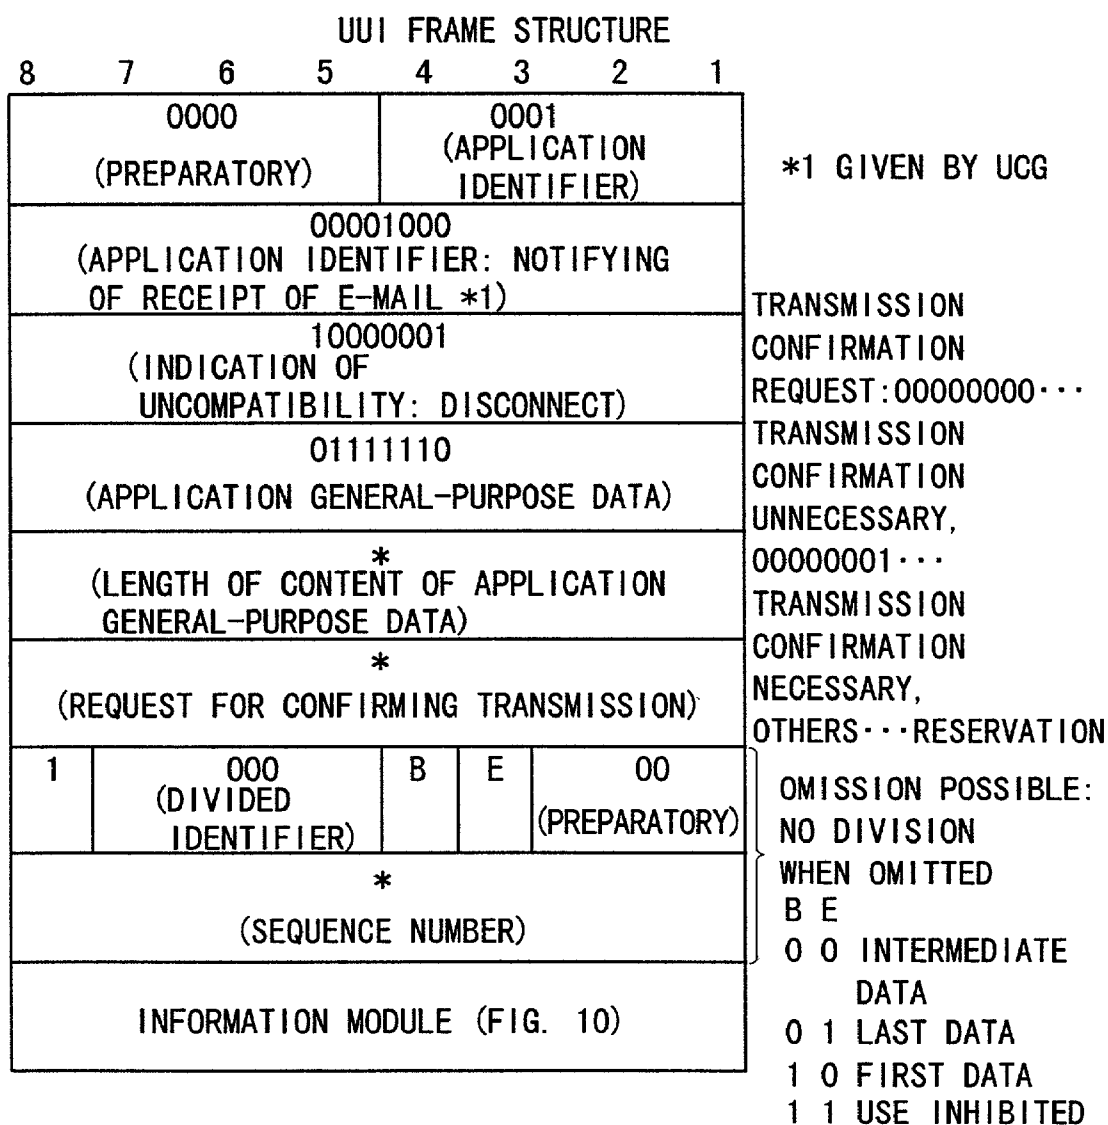 UUI FRAME STRUCTURE
8 7 6 5 4 3 2 1
0000
(PREPARATORY)
0001
(APPLICATION
IDENTIFIER)
*1 GIVEN BY UCG
00001000
(APPLICATION IDENTIFIER: NOTIFYING
OF RECEIPT OF E-MAIL *1)
10000001
(INDICATION OF
UNCOMPATIBILITY: DISCONNECT)
01111110
(APPLICATION GENERAL-PURPOSE DATA)
*
(LENGTH OF CONTENT OF APPLICATION
GENERAL-PURPOSE DATA)
*
(REQUEST FOR CONFIRMING TRANSMISSION)
TRANSMISSION
CONFIRMATION
REQUEST:00000000···
TRANSMISSION
CONFIRMATION
UNNECESSARY,
00000001···
TRANSMISSION
CONFIRMATION
NECESSARY,
OTHERS···RESERVATION
1
000
(DIVIDED
IDENTIFIER)
B
E
00
(PREPARATORY)
*
(SEQUENCE NUMBER)
OMISSION POSSIBLE:
NO DIVISION
WHEN OMITTED
B E
0 0 INTERMEDIATE
DATA
0 1 LAST DATA
1 0 FIRST DATA
1 1 USE INHIBITED
INFORMATION MODULE (FIG. 10)